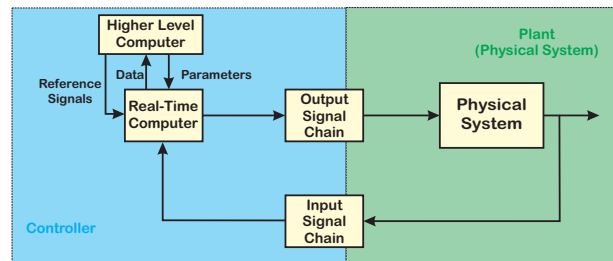 Higher Level
Computer
Plant
(Physical System)
Reference
Signals
Data
Parameters
Real-Time
Computer
Output
Signal
Chain
Physical
System
Input
Signal
Chain
Controller